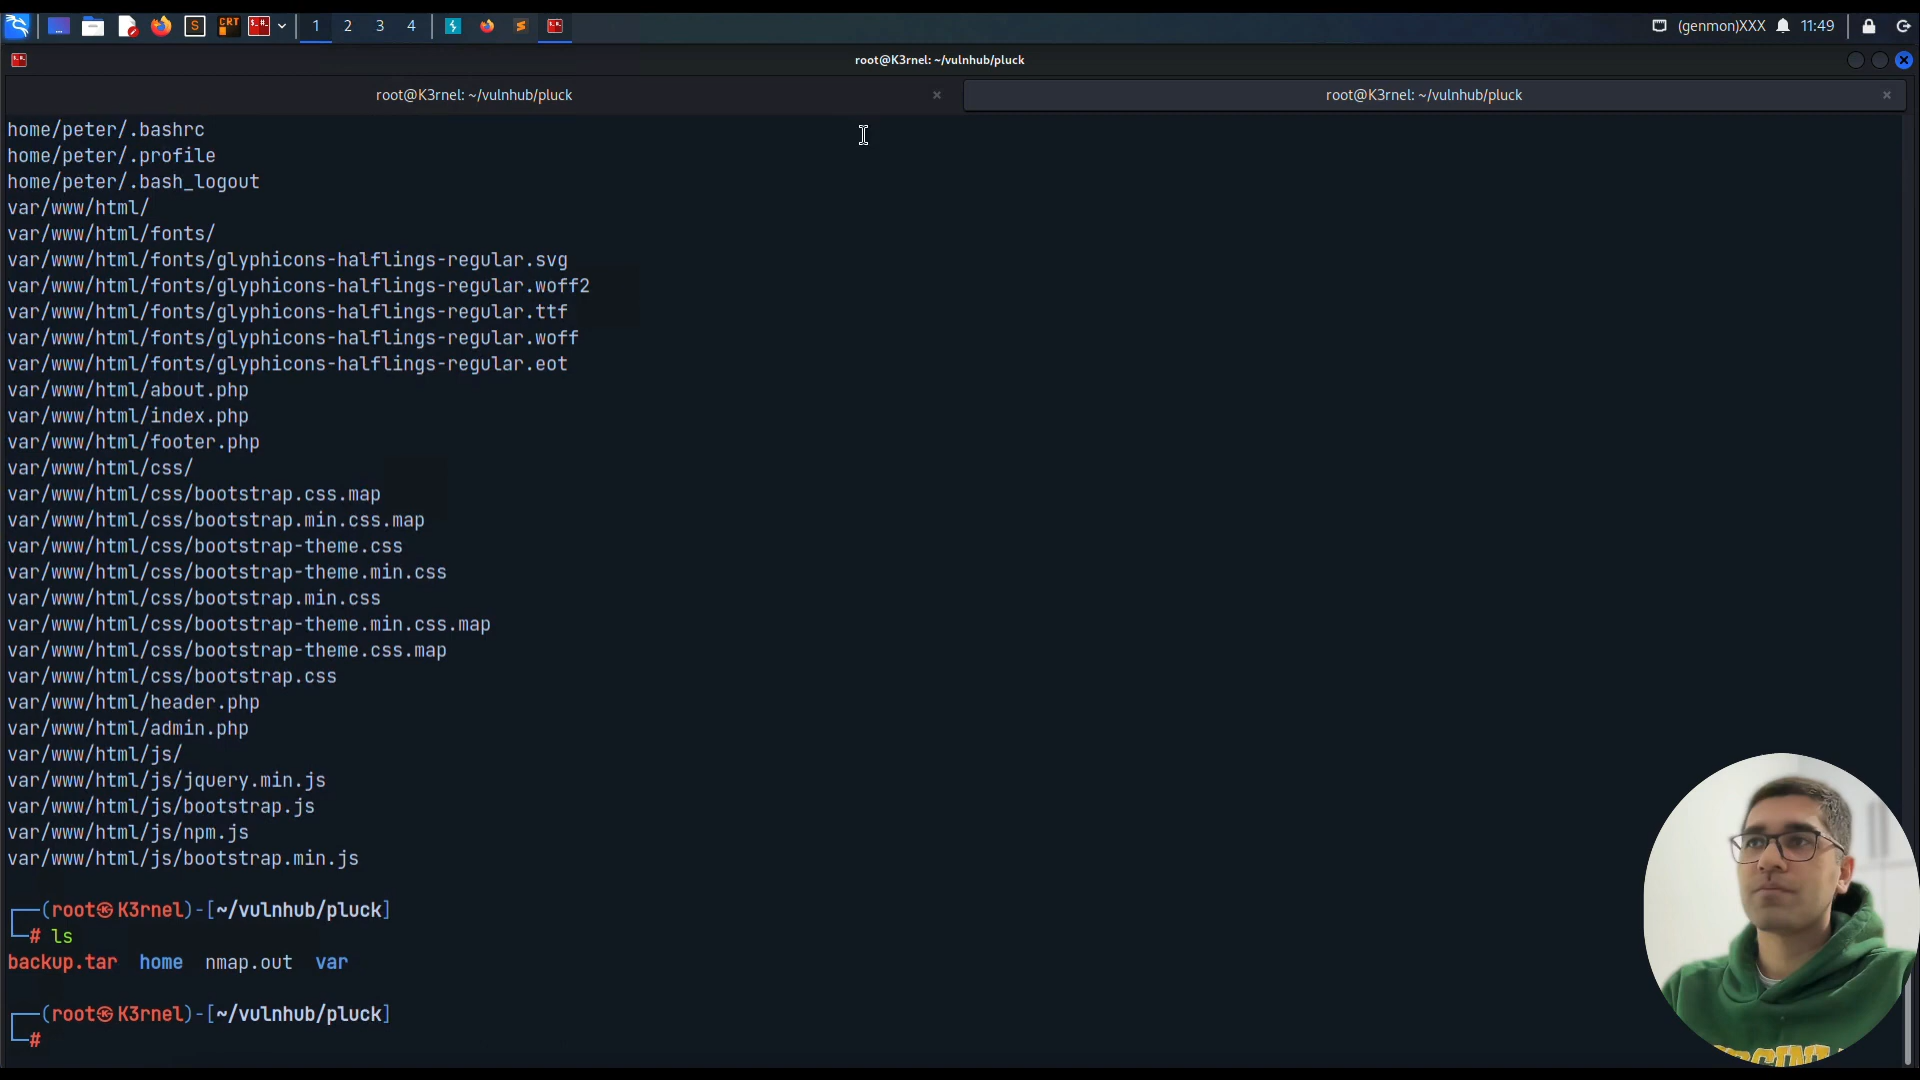 S
CRT
1
2
3
4
(genmon)XXX
11:49
root@K3rnel: ~/vulnhub/pluck
root@K3rnel: ~/vulnhub/pluck
root@K3rnel: ~/vulnhub/pluck
home/peter/.bashrc
home/peter/.profile
home/peter/.bash_logout
var/www/html/
var/www/html/fonts/
var/www/html/fonts/glyphicons-halflings-regular.svg
var/www/html/fonts/glyphicons-halflings-regular.woff2
var/www/html/fonts/glyphicons-halflings-regular.ttf
var/www/html/fonts/glyphicons-halflings-regular.woff
var/www/html/fonts/glyphicons-halflings-regular.eot
var/www/html/about.php
var/www/html/index.php
var/www/html/footer.php
var/www/html/css/
var/www/html/css/bootstrap.css.map
var/www/html/css/bootstrap.min.css.map
var/www/html/css/bootstrap-theme.css
var/www/html/css/bootstrap-theme.min.css
var/www/html/css/bootstrap.min.css
var/www/html/css/bootstrap-theme.min.css.map
var/www/html/css/bootstrap-theme.css.map
var/www/html/css/bootstrap.css
var/www/html/header.php
var/www/html/admin.php
var/www/html/js/
var/www/html/js/jquery.min.js
var/www/html/js/bootstrap.js
var/www/html/js/npm.js
var/www/html/js/bootstrap.min.js
┌──(root㉿K3rnel)-[~/vulnhub/pluck]
└─# ls
backup.tar home nmap.out var
┌──(root㉿K3rnel)-[~/vulnhub/pluck]
└─#